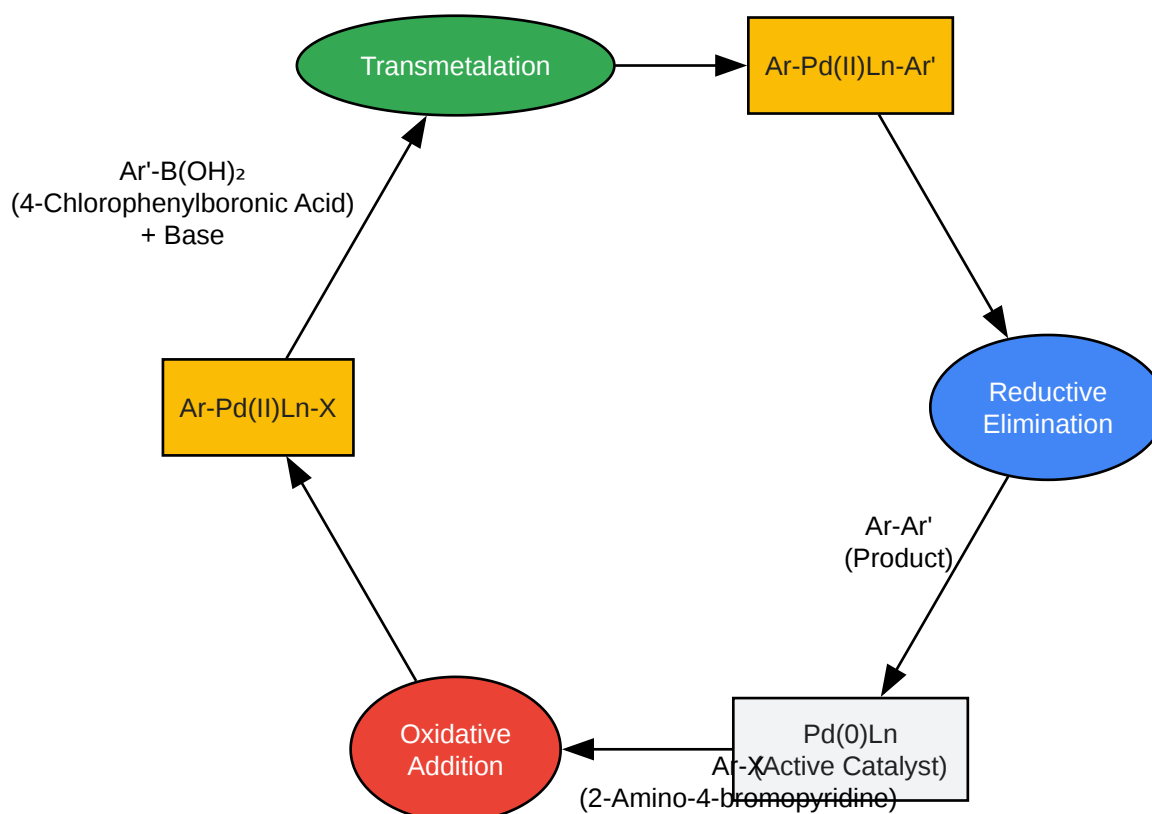 Transmetalation
Ar-Pd(II)Ln-Ar'
Ar'-B(OH)₂
(4-Chlorophenylboronic Acid)
+ Base
Ar-Pd(II)Ln-X
Reductive
Elimination
Ar-Ar'
(Product)
Oxidative
Addition
Pd(0)Ln
(Active Catalyst)
Ar-X
(2-Amino-4-bromopyridine)